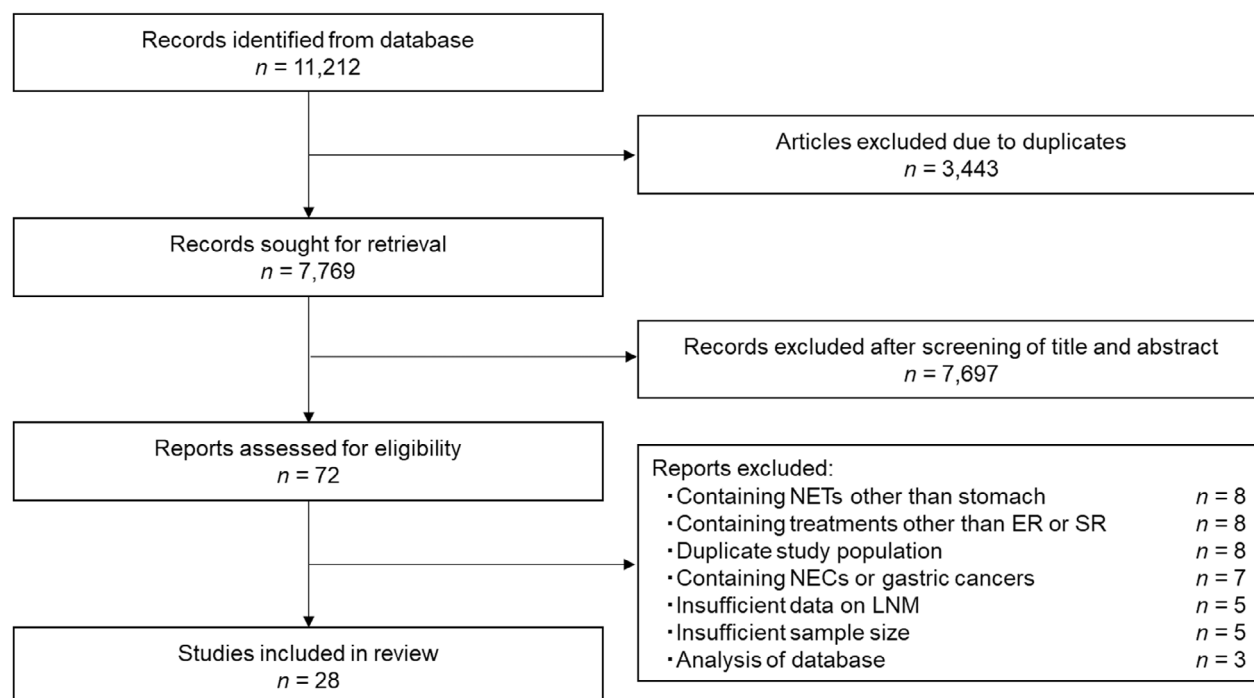 Records identified from database
n = 11,212
Articles excluded due to duplicates
n = 3,443
Records sought for retrieval
n = 7,769
Records excluded after screening of title and abstract
n = 7,697
Reports assessed for eligibility
n = 72
Reports excluded:
・Containing NETs other than stomach n = 8
・Containing treatments other than ER or SR n = 8
・Duplicate study population n = 8
・Containing NECs or gastric cancers n = 7
・Insufficient data on LNM n = 5
・Insufficient sample size n = 5
・Analysis of database n = 3
Studies included in review
n = 28